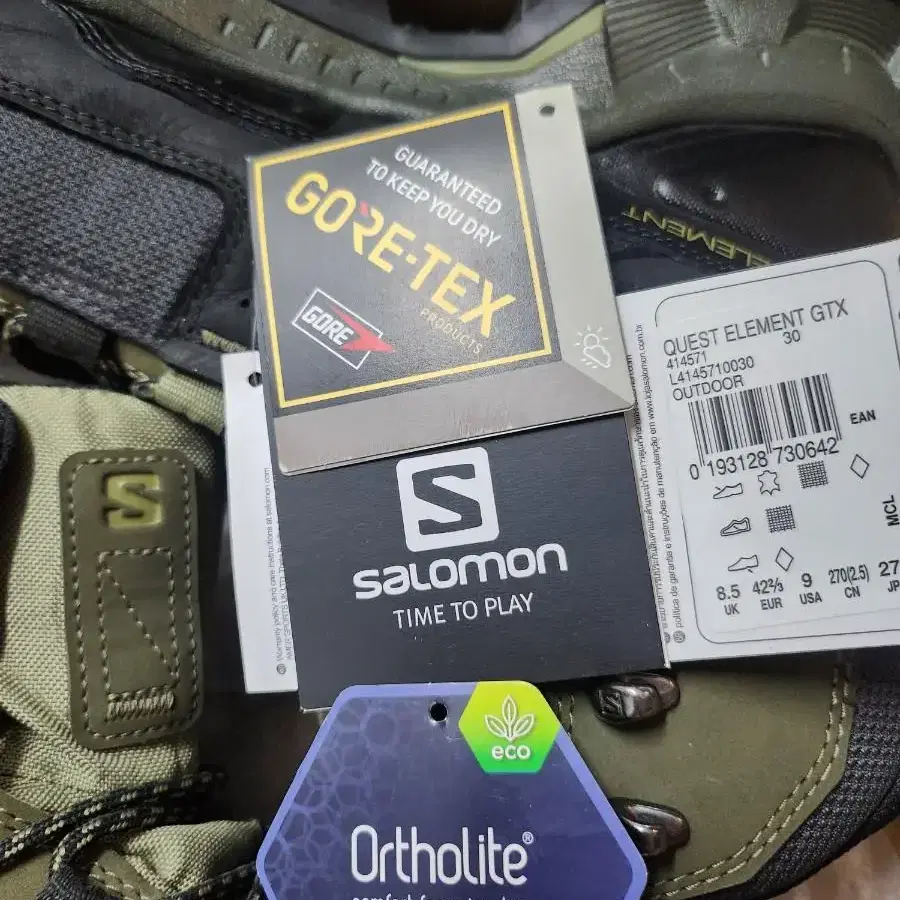 GUARANTEED
TO KEEP YOU DRY
GORE-TEX
PRODUCTS
GORE
ELEMENT
QUEST ELEMENT GTX
30
414571
L4145710030
OUTDOOR
EAN
0 193128 730642
MCL
8.5 42⅔ 9 270(2.5) 27
UK EUR USA CN JP
S
SALOMON
TIME TO PLAY
eco
Ortholite®